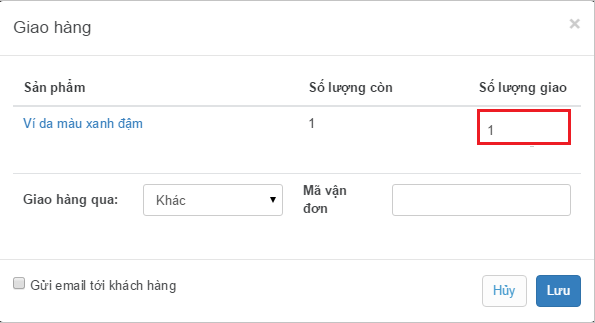 Giao hàng ×
Sản phẩm Số lượng còn Số lượng giao
Ví da màu xanh đậm 1 1
Giao hàng qua: Khác Mã vận đơn
Gửi email tới khách hàng Hủy Lưu